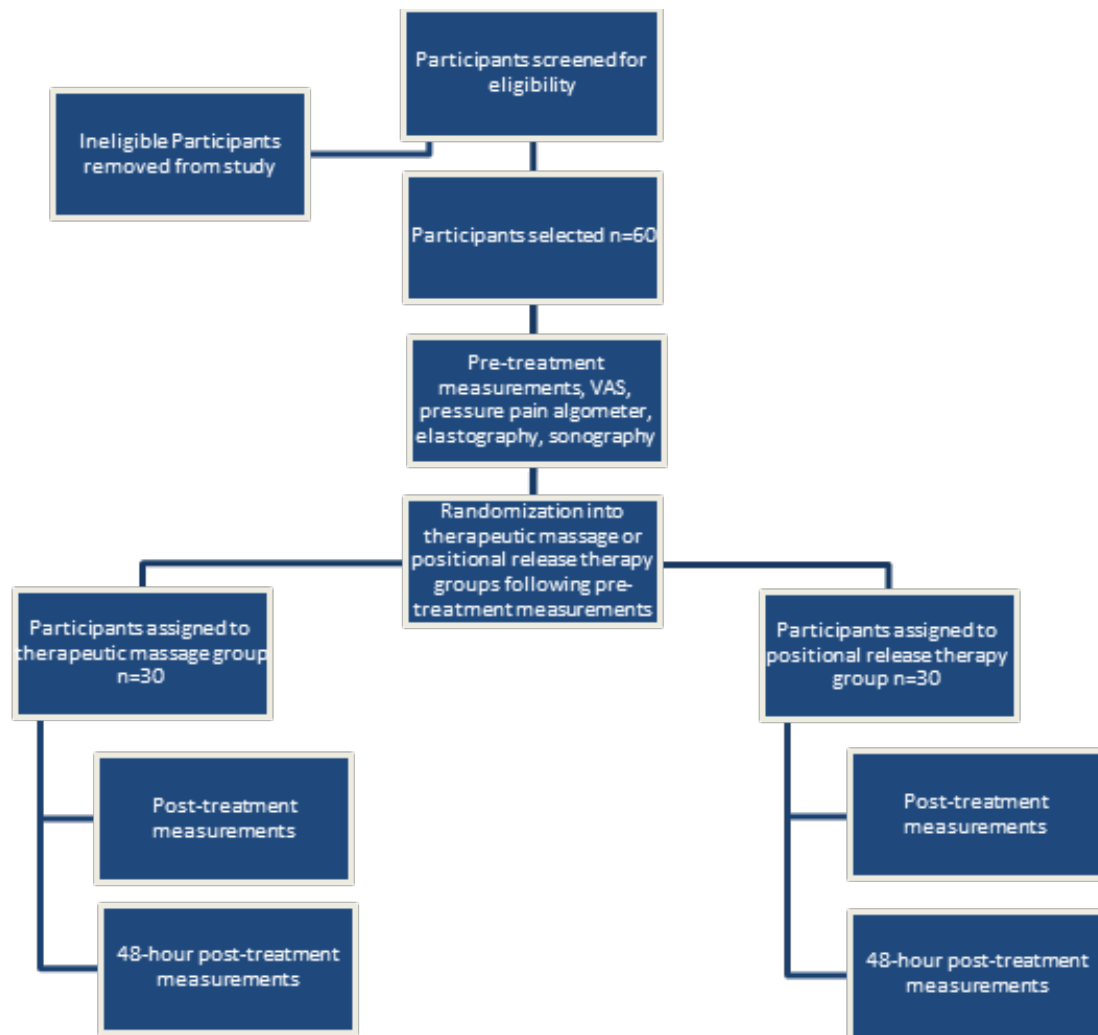 Participants screened for
eligibility
Ineligible Participants
removed from study
Participants selected n=60
Pre-treatment
measurements, VAS,
pressure pain algometer,
elastography, sonography
Randomization into
therapeutic massage or
positional release therapy
groups following pre-
treatment measurements
Participants assigned to
therapeutic massage group
n=30
Participants assigned to
positional release therapy
group n=30
Post-treatment
measurements
48-hour post-treatment
measurements
Post-treatment
measurements
48-hour post-treatment
measurements